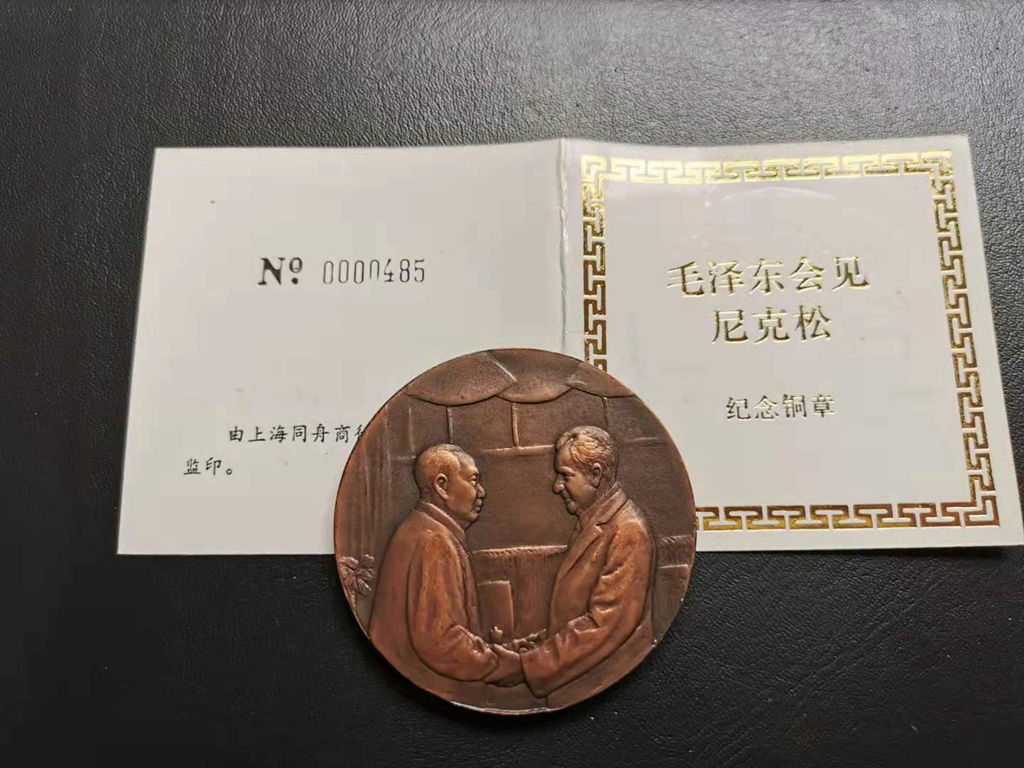 Nº 0000485
由上海同舟商
监印。
毛泽东会见
尼克松
纪念铜章